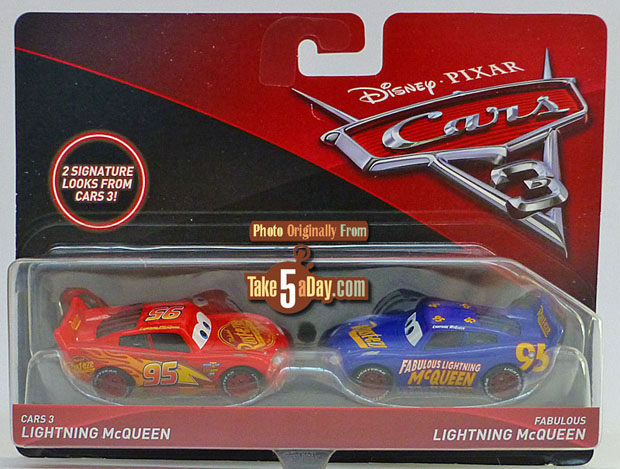 Disney·PIXAR
Cars
3
2 SIGNATURE
LOOKS FROM
CARS 3!
Photo Originally From
Take5aDay.com
95
95
FABULOUS LIGHTNING
McQUEEN
95
CARS 3
LIGHTNING McQUEEN
FABULOUS
LIGHTNING McQUEEN